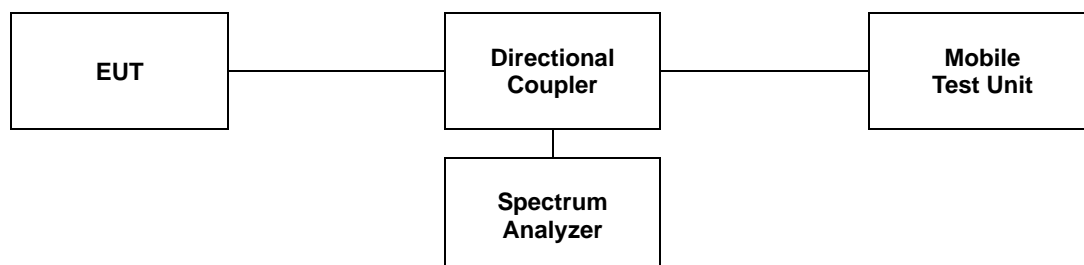 EUT
Directional
Coupler
Mobile
Test Unit
Spectrum
Analyzer